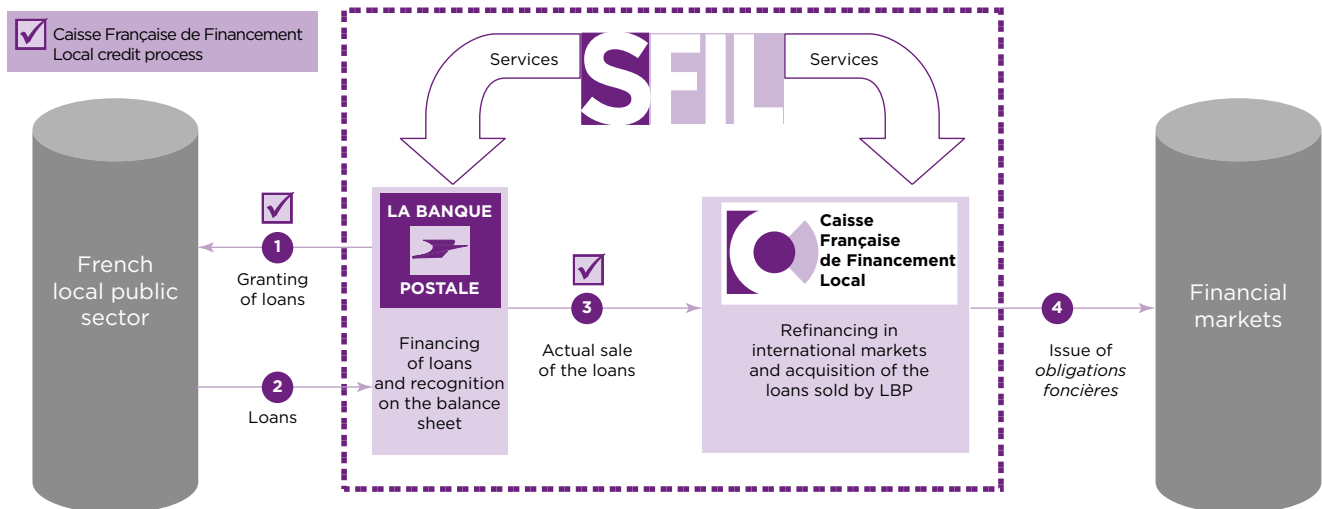 Caisse Française de Financement
Local credit process
Services
SFIL
Services
French
local public
sector
1
Granting
of loans
2
Loans
LA BANQUE
POSTALE
Financing
of loans
and recognition
on the balance
sheet
3
Actual sale
of the loans
Caisse
Française
de Financement
Local
Refinancing in
international markets
and acquisition of the
loans sold by LBP
4
Issue of
obligations
foncières
Financial
markets